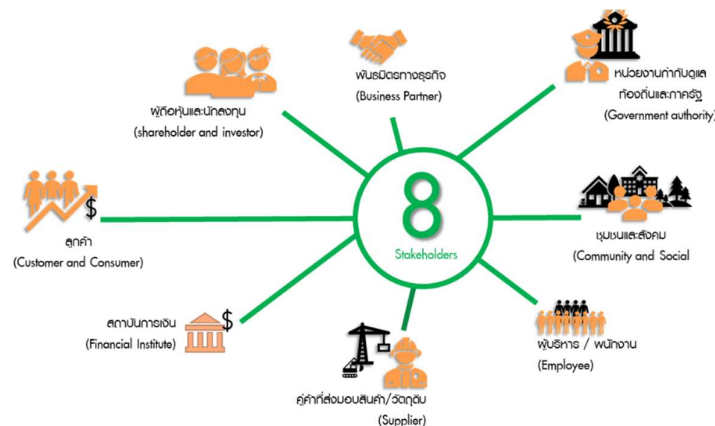 พันธมิตรทางธุรกิจ
(Business Partner)
หน่วยงานกำกับดูแล
ท้องถิ่นและภาครัฐ
(Government authority)
ผู้ถือหุ้นและนักลงทุน
(shareholder and investor)
8
Stakeholders
$
ลูกค้า
(Customer and Consumer)
ชุมชนและสังคม
(Community and Social
$
สถาบันการเงิน
(Financial Institute)
ผู้บริหาร / พนักงาน
(Employee)
คู่ค้าที่ส่งมอบสินค้า/วัตถุดิบ
(Supplier)